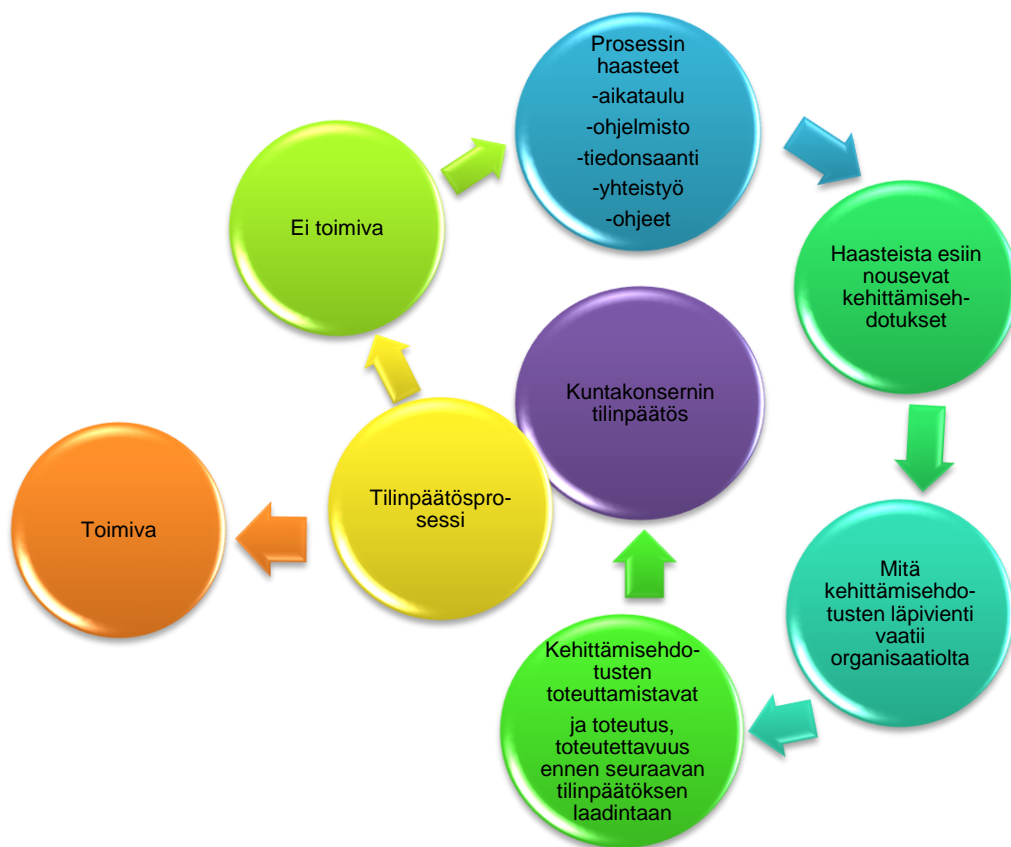 Prosessin
haasteet
-aikataulu
-ohjelmisto
-tiedonsaanti
-yhteistyö
-ohjeet
Ei toimiva
Haasteista esiin
nousevat
kehittämiseh-
dotukset
Kuntakonsernin
tilinpäätös
Tilinpäätöspro-
sessi
Toimiva
Mitä
kehittämisehdo-
tusten läpivienti
vaatii
organisaatiolta
Kehittämisehdo-
tusten
toteuttamistavat
ja toteutus,
toteutettavuus
ennen seuraavan
tilinpäätöksen
laadintaan